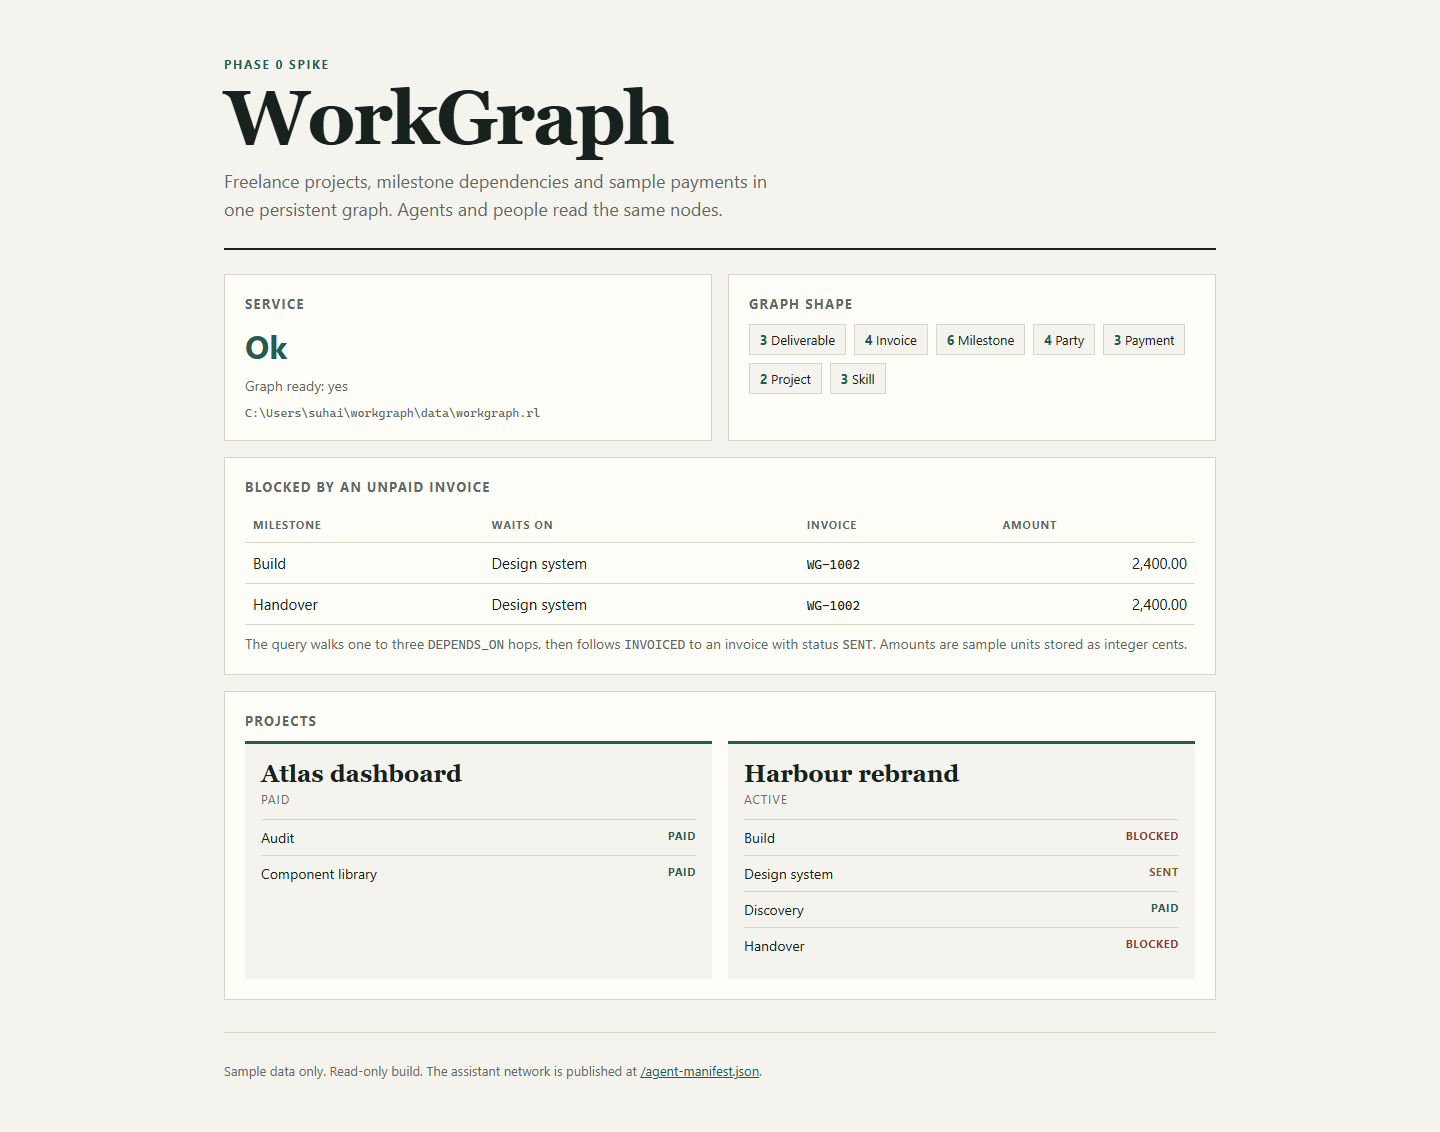 PHASE 0 SPIKE
WorkGraph
Freelance projects, milestone dependencies and sample payments in
one persistent graph. Agents and people read the same nodes.
SERVICE
Ok
Graph ready: yes
C:\Users\suhai\workgraph\data\workgraph.rl
GRAPH SHAPE
3 Deliverable 4 Invoice 6 Milestone 4 Party 3 Payment
2 Project 3 Skill
BLOCKED BY AN UNPAID INVOICE
MILESTONE WAITS ON INVOICE AMOUNT
Build Design system WG-1002 2,400.00
Handover Design system WG-1002 2,400.00
The query walks one to three DEPENDS_ON hops, then follows INVOICED to an invoice with status SENT. Amounts are sample units stored as integer cents.
PROJECTS
Atlas dashboard
PAID
Audit PAID
Component library PAID
Harbour rebrand
ACTIVE
Build BLOCKED
Design system SENT
Discovery PAID
Handover BLOCKED
Sample data only. Read-only build. The assistant network is published at /agent-manifest.json.